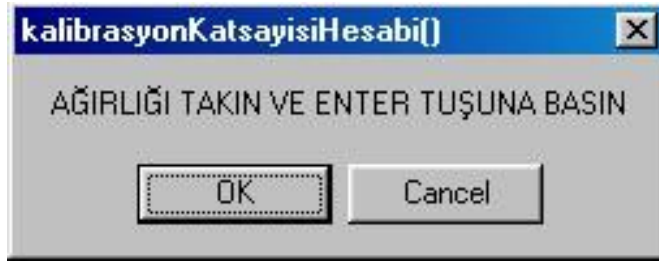 kalibrasyonKatsayisiHesabi()
AĞIRLIĞI TAKIN VE ENTER TUŞUNA BASIN
OK
Cancel